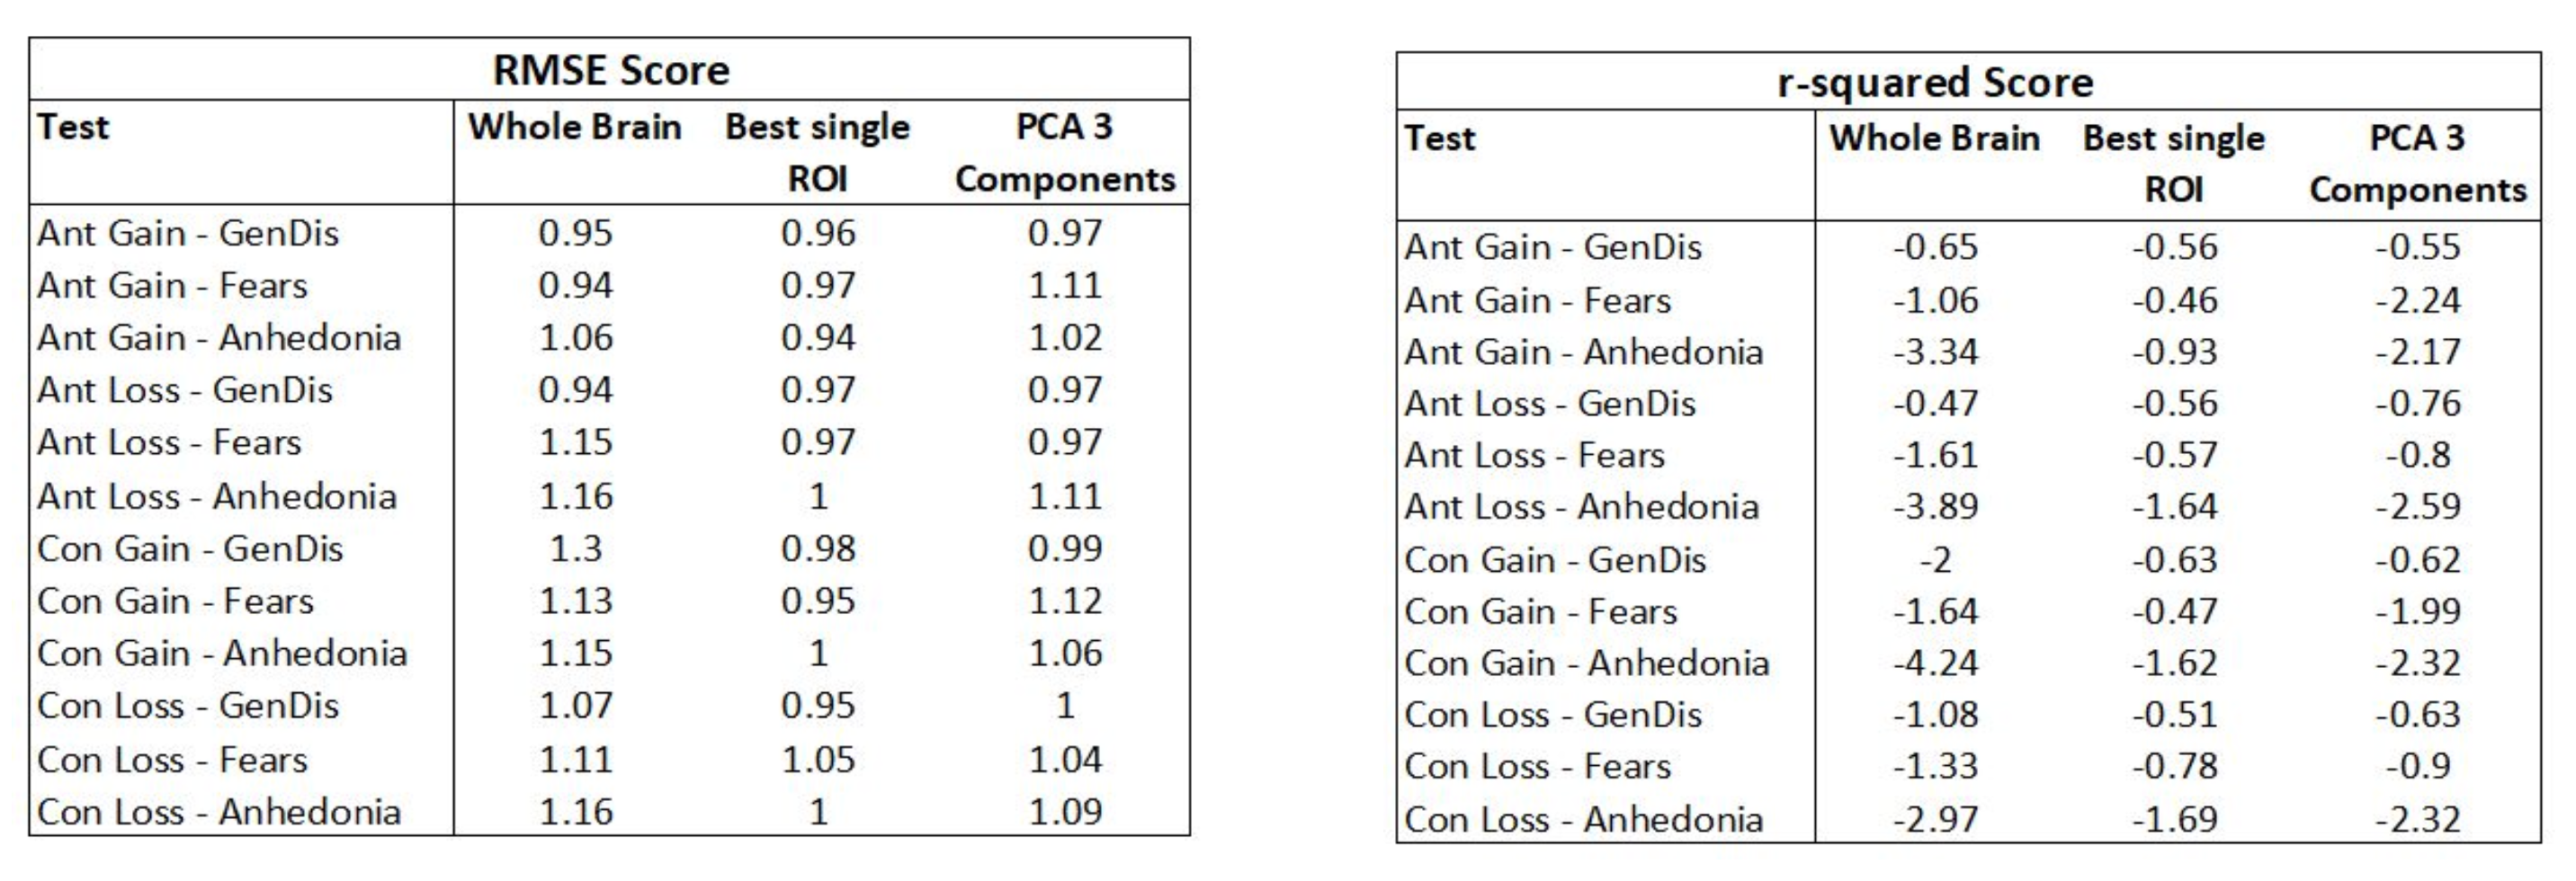 RMSE Score
Test Whole Brain Best single ROI PCA 3 Components
Ant Gain - GenDis 0.95 0.96 0.97
Ant Gain - Fears 0.94 0.97 1.11
Ant Gain - Anhedonia 1.06 0.94 1.02
Ant Loss - GenDis 0.94 0.97 0.97
Ant Loss - Fears 1.15 0.97 0.97
Ant Loss - Anhedonia 1.16 1 1.11
Con Gain - GenDis 1.3 0.98 0.99
Con Gain - Fears 1.13 0.95 1.12
Con Gain - Anhedonia 1.15 1 1.06
Con Loss - GenDis 1.07 0.95 1
Con Loss - Fears 1.11 1.05 1.04
Con Loss - Anhedonia 1.16 1 1.09
r-squared Score
Test Whole Brain Best single ROI PCA 3 Components
Ant Gain - GenDis -0.65 -0.56 -0.55
Ant Gain - Fears -1.06 -0.46 -2.24
Ant Gain - Anhedonia -3.34 -0.93 -2.17
Ant Loss - GenDis -0.47 -0.56 -0.76
Ant Loss - Fears -1.61 -0.57 -0.8
Ant Loss - Anhedonia -3.89 -1.64 -2.59
Con Gain - GenDis -2 -0.63 -0.62
Con Gain - Fears -1.64 -0.47 -1.99
Con Gain - Anhedonia -4.24 -1.62 -2.32
Con Loss - GenDis -1.08 -0.51 -0.63
Con Loss - Fears -1.33 -0.78 -0.9
Con Loss - Anhedonia -2.97 -1.69 -2.32